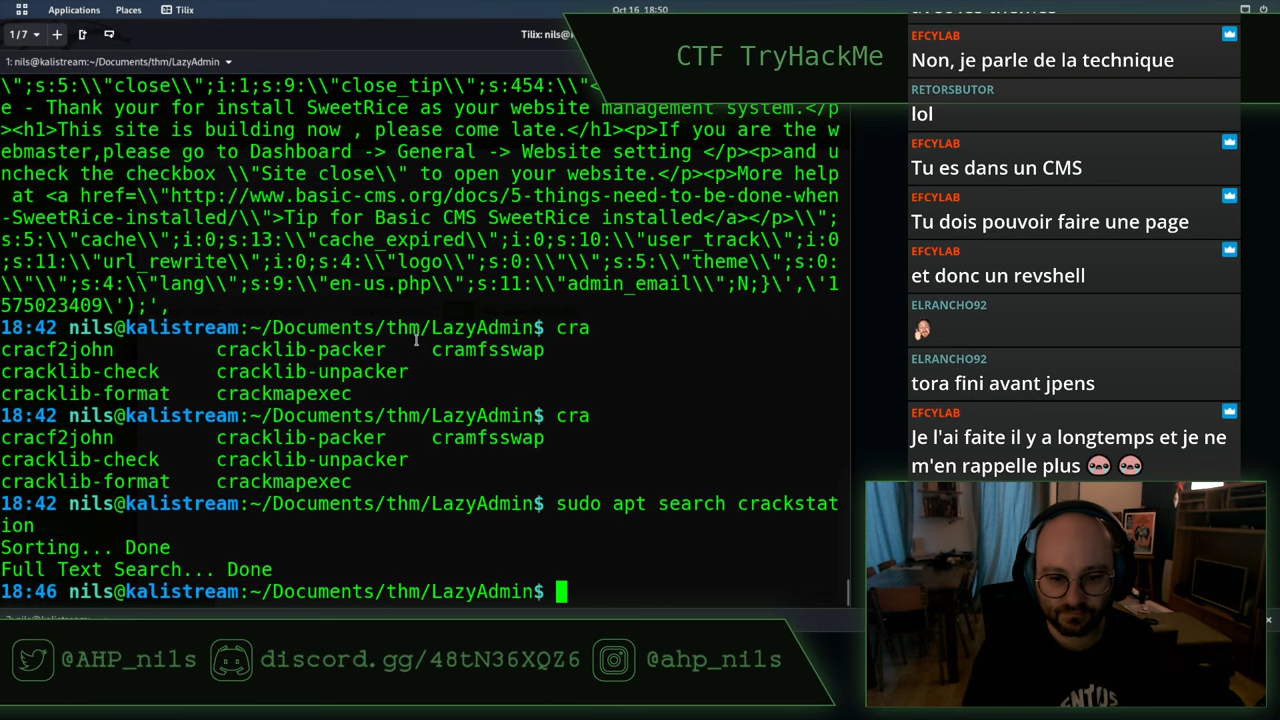 Applications Places Tilix Oct 16 18:50
1/7 Tilix: nils@
1: nils@kalistream:~/Documents/thm/LazyAdmin
\";s:5:\\"close\\";i:1;s:9:\\"close_tip\\";s:454:\\"<
e - Thank your for install SweetRice as your website management system.</p
><h1>This site is building now , please come late.</h1><p>If you are the w
ebmaster,please go to Dashboard -> General -> Website setting </p><p>and u
ncheck the checkbox \\"Site close\\" to open your website.</p><p>More help
at <a href=\\"http://www.basic-cms.org/docs/5-things-need-to-be-done-when
-SweetRice-installed/\\">Tip for Basic CMS SweetRice installed</a></p>\\";
s:5:\\"cache\\";i:0;s:13:\\"cache_expired\\";i:0;s:10:\\"user_track\\";i:0
;s:11:\\"url_rewrite\\";i:0;s:4:\\"logo\\";s:0:\\"\\";s:5:\\"theme\\";s:0:
\\"\\";s:4:\\"lang\\";s:9:\\"en-us.php\\";s:11:\\"admin_email\\";N;}\',\'1
575023409\');',
18:42 nils@kalistream:~/Documents/thm/LazyAdmin$ cra
cracf2john cracklib-packer cramfsswap
cracklib-check cracklib-unpacker
cracklib-format crackmapexec
18:42 nils@kalistream:~/Documents/thm/LazyAdmin$ cra
cracf2john cracklib-packer cramfsswap
cracklib-check cracklib-unpacker
cracklib-format crackmapexec
18:42 nils@kalistream:~/Documents/thm/LazyAdmin$ sudo apt search crackstat
ion
Sorting... Done
Full Text Search... Done
18:46 nils@kalistream:~/Documents/thm/LazyAdmin$
CTF TryHackMe
EFCYLAB
Non, je parle de la technique
RETORSBUTOR
lol
EFCYLAB
Tu es dans un CMS
EFCYLAB
Tu dois pouvoir faire une page
EFCYLAB
et donc un revshell
ELRANCHO92
ELRANCHO92
tora fini avant jpens
EFCYLAB
Je l'ai faite il y a longtemps et je ne
m'en rappelle plus
@AHP_nils discord.gg/48tN36XQZ6 @ahp_nils